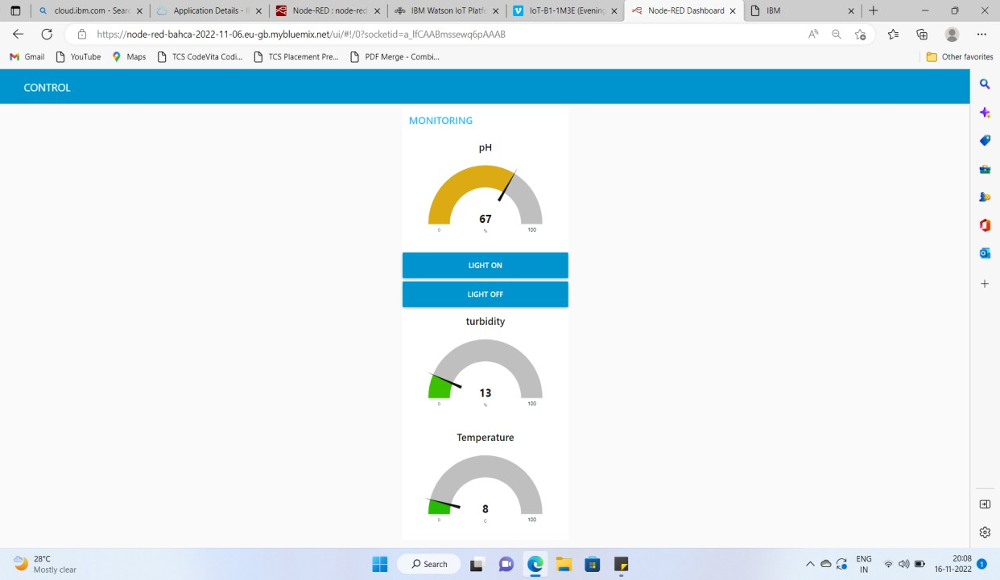 cloud.ibm.com - Searc
Application Details - I
Node-RED : node-red
IBM Watson IoT Platfo
IoT-B1-1M3E (Evening
Node-RED Dashboard
IBM
https://node-red-bahca-2022-11-06.eu-gb.mybluemix.net/ui/#!/0?socketid=a_lfCAABmssewq6pAAAB
Gmail
YouTube
Maps
TCS CodeVita Codi...
TCS Placement Pre...
PDF Merge - Combi...
Other favorites
CONTROL
MONITORING
pH
67
0 % 100
LIGHT ON
LIGHT OFF
turbidity
13
0 % 100
Temperature
8
0 C 100
28°C
Mostly clear
Search
ENG
IN
20:08
16-11-2022
1